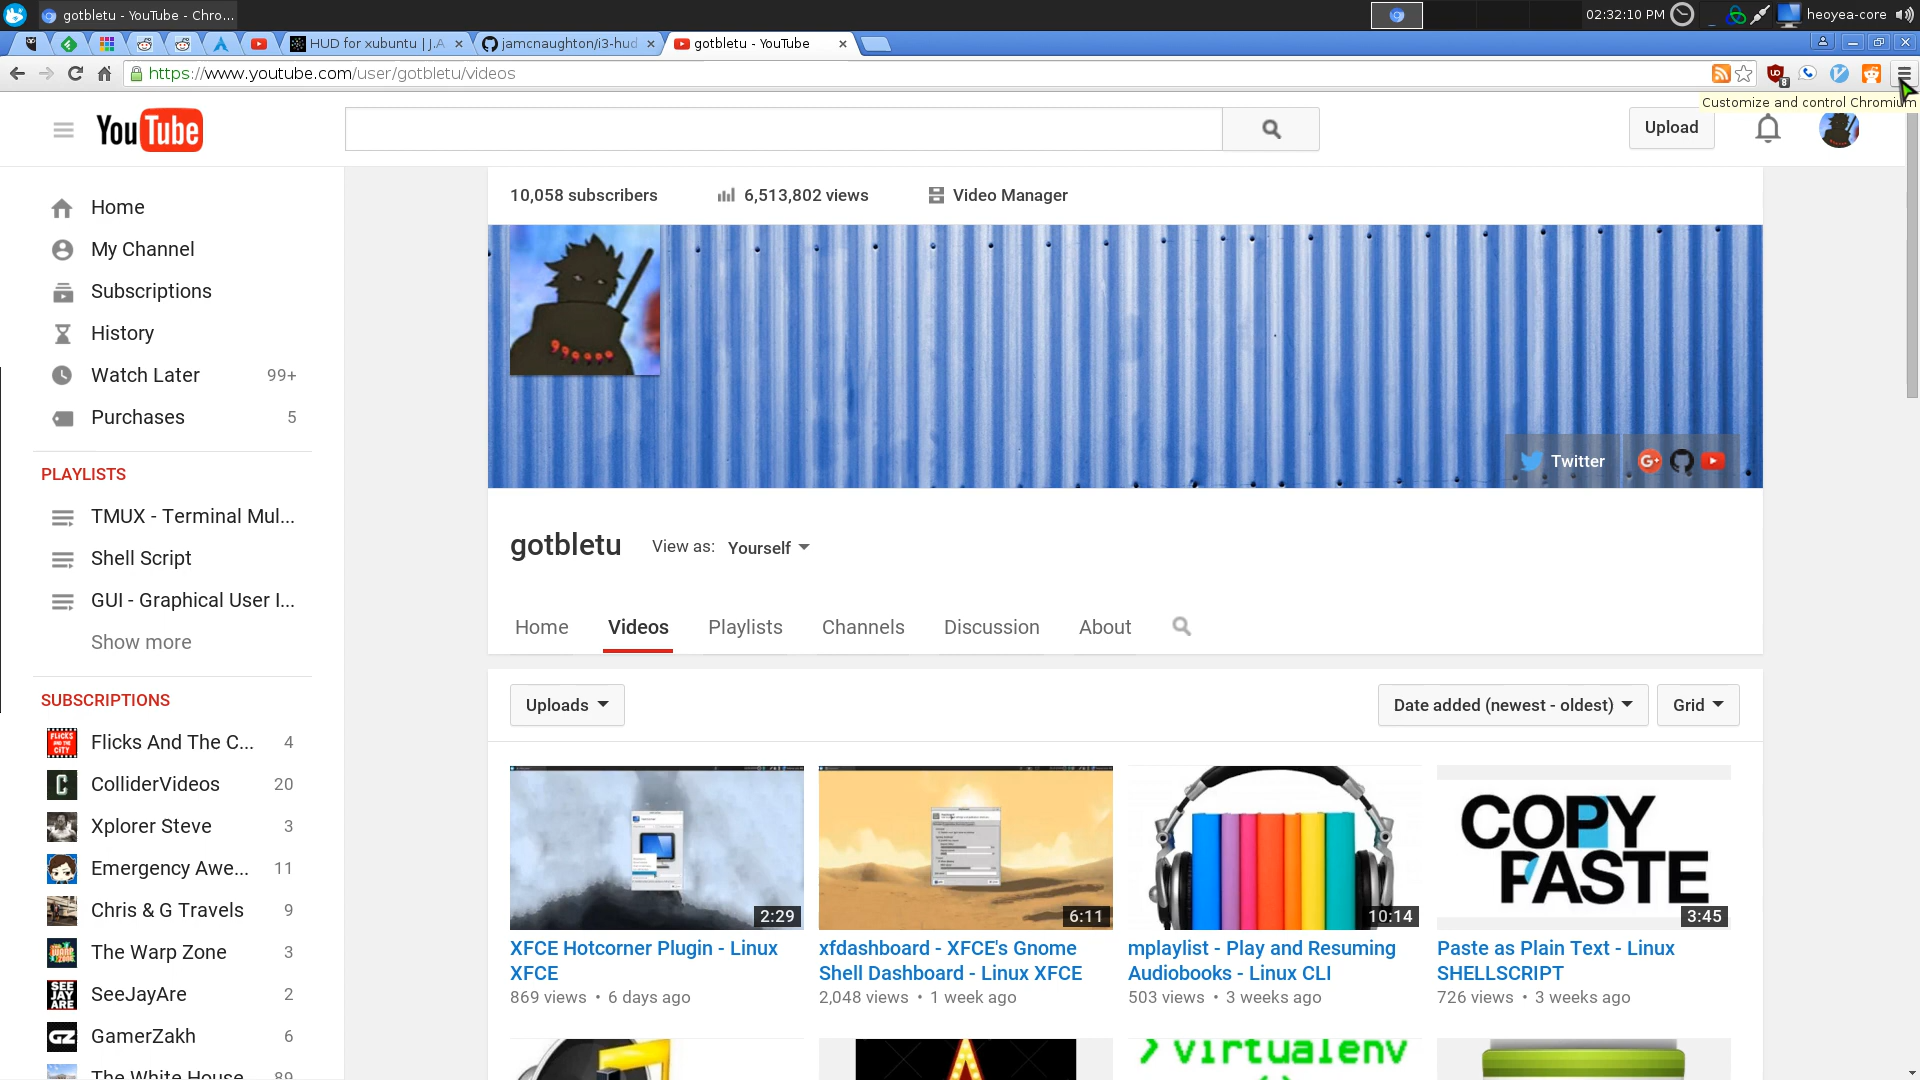 gotbletu - YouTube - Chro...
02:32:10 PM
heoyea-core
HUD for xubuntu | J.A
jamcnaughton/i3-hud
gotbletu - YouTube
https://www.youtube.com/user/gotbletu/videos
8
Customize and control Chromium
YouTube
Upload
Home
My Channel
Subscriptions
History
Watch Later 99+
Purchases 5
PLAYLISTS
TMUX - Terminal Mul...
Shell Script
GUI - Graphical User I...
Show more
SUBSCRIPTIONS
Flicks And The C... 4
ColliderVideos 20
Xplorer Steve 3
Emergency Awe... 11
Chris & G Travels 9
The Warp Zone 3
SeeJayAre 2
GamerZakh 6
The White House 89
10,058 subscribers
6,513,802 views
Video Manager
Twitter
gotbletu
View as: Yourself
Home
Videos
Playlists
Channels
Discussion
About
Uploads
Date added (newest - oldest)
Grid
2:29
XFCE Hotcorner Plugin - Linux
XFCE
869 views • 6 days ago
6:11
xfdashboard - XFCE's Gnome
Shell Dashboard - Linux XFCE
2,048 views • 1 week ago
10:14
mplaylist - Play and Resuming
Audiobooks - Linux CLI
503 views • 3 weeks ago
COPY
PASTE
3:45
Paste as Plain Text - Linux
SHELLSCRIPT
726 views • 3 weeks ago
virtualenv